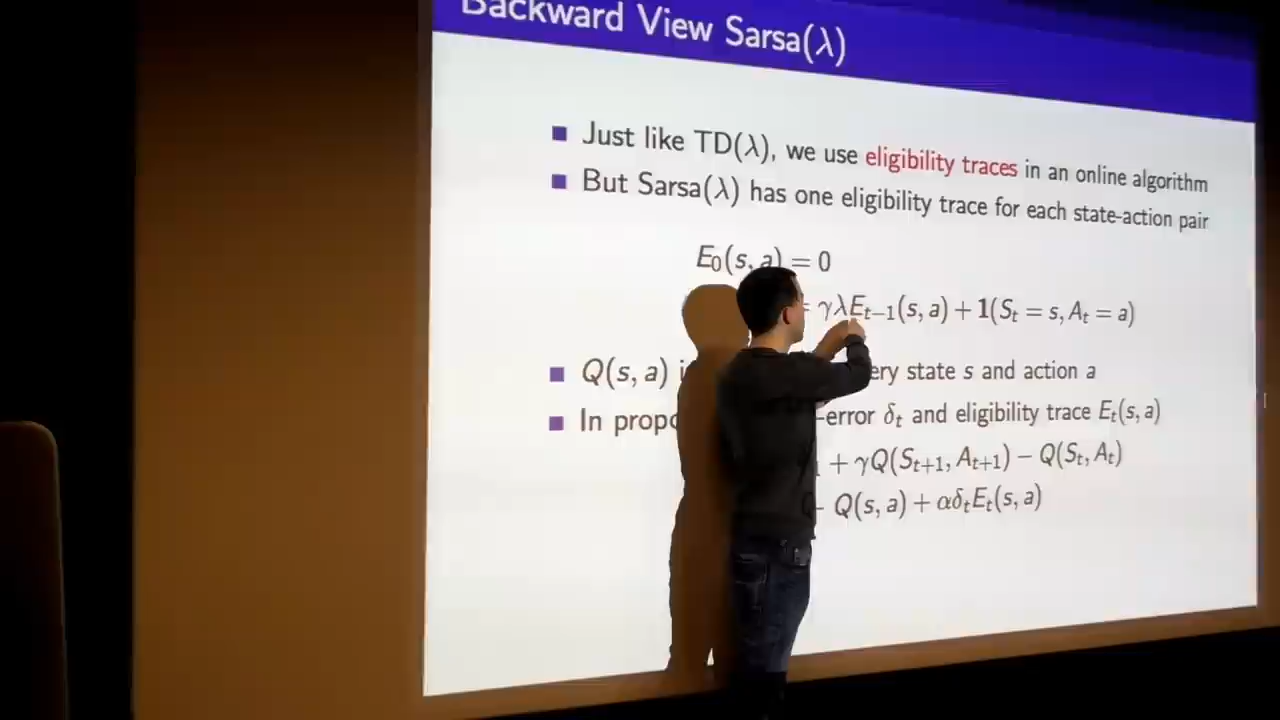 Backward View Sarsa(λ)
Just like TD(λ), we use eligibility traces in an online algorithm
But Sarsa(λ) has one eligibility trace for each state-action pair
E₀(s, a) = 0
= γλEₜ₋₁(s, a) + 1(Sₜ = s, Aₜ = a)
Q(s, a) state s and action a
In -error δₜ and eligibility trace Eₜ(s, a)
+ γQ(Sₜ₊₁, Aₜ₊₁) − Q(Sₜ, Aₜ)
Q(s, a) + αδₜEₜ(s, a)